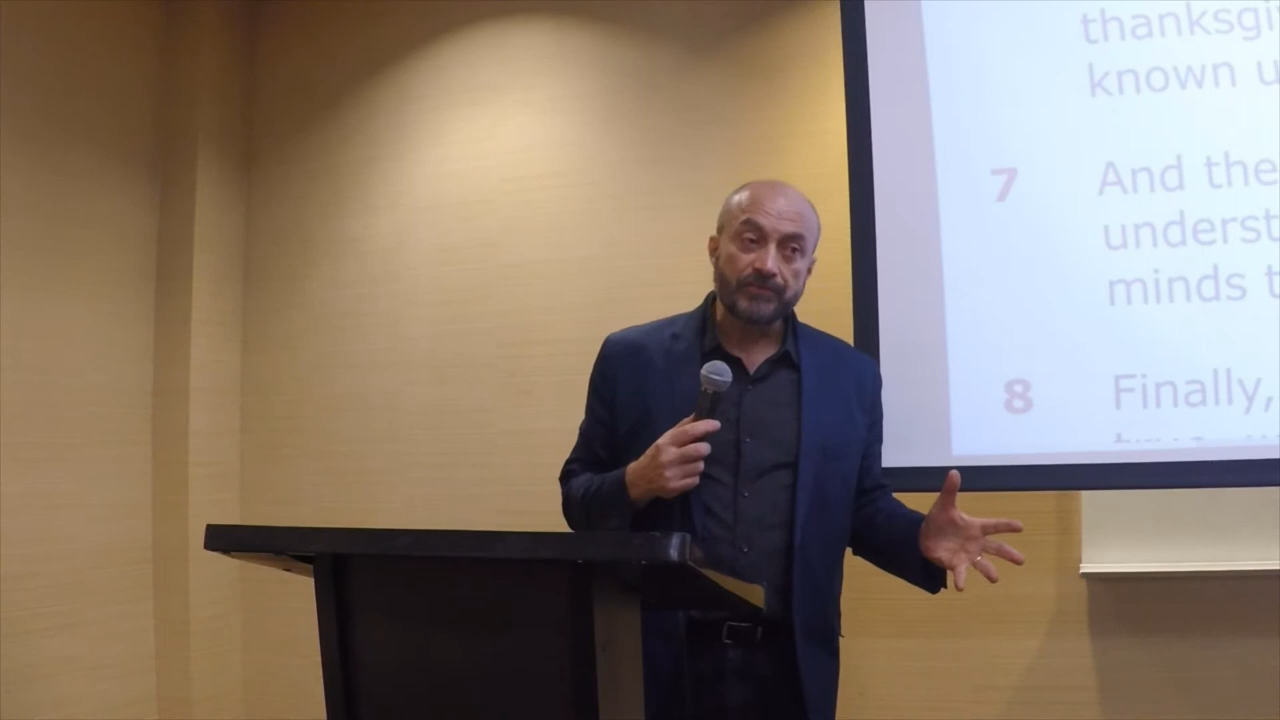 thanksgi
known u
7 And the
underst
minds t
8 Finally,